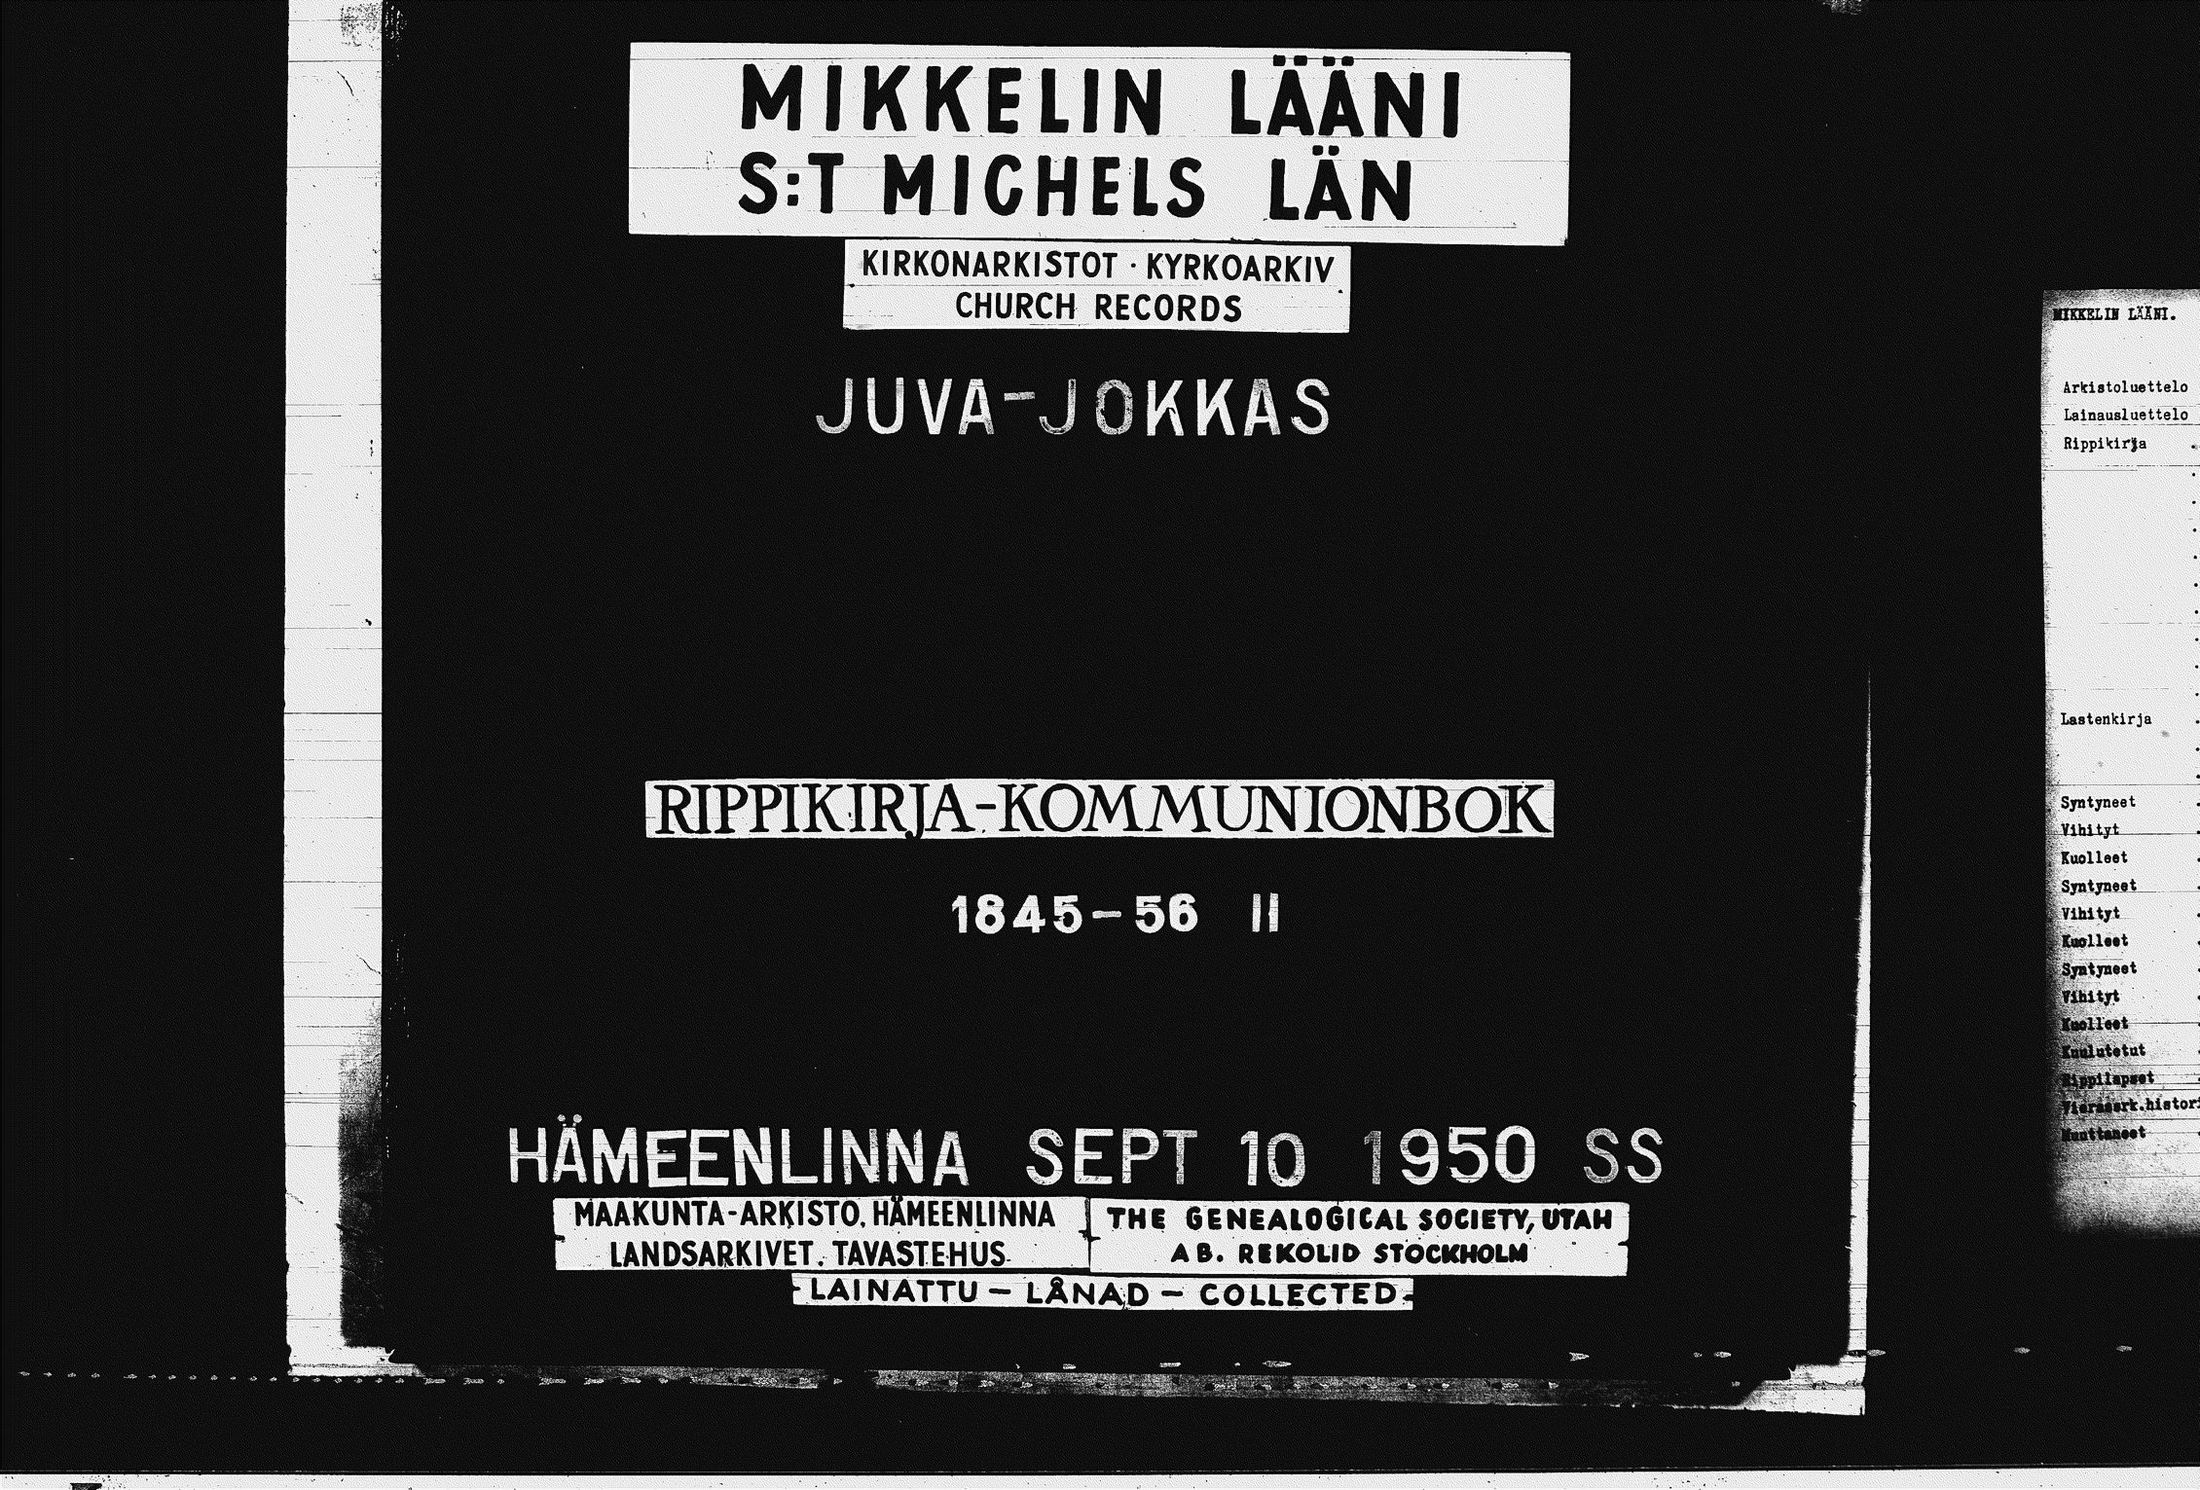 MIKKELIN LÄÄNI
S:T MICHELS LÄN
KIRKONARKISTOT · KYRKOARKIV
CHURCH RECORDS
JUVA-JOKKAS
RIPPIKIRJA-KOMMUNIONBOK
1845-56 II
HÄMEENLINNA SEPT 10 1950 SS
MAAKUNTA-ARKISTO, HÄMEENLINNA
LANDSARKIVET, TAVASTEHUS
THE GENEALOGICAL SOCIETY, UTAH
AB. REKOLID STOCKHOLM
LAINATTU - LÅNAD - COLLECTED
MIKKELIN LÄÄNI.
Arkistoluettelo
Lainausluettelo
Rippikirja
Lastenkirja
Syntyneet
Vihityt
Kuolleet
Syntyneet
Vihityt
Kuolleet
Syntyneet
Vihityt
Kuolleet
Kuulutetut
Rippilapset
Muuttaneet